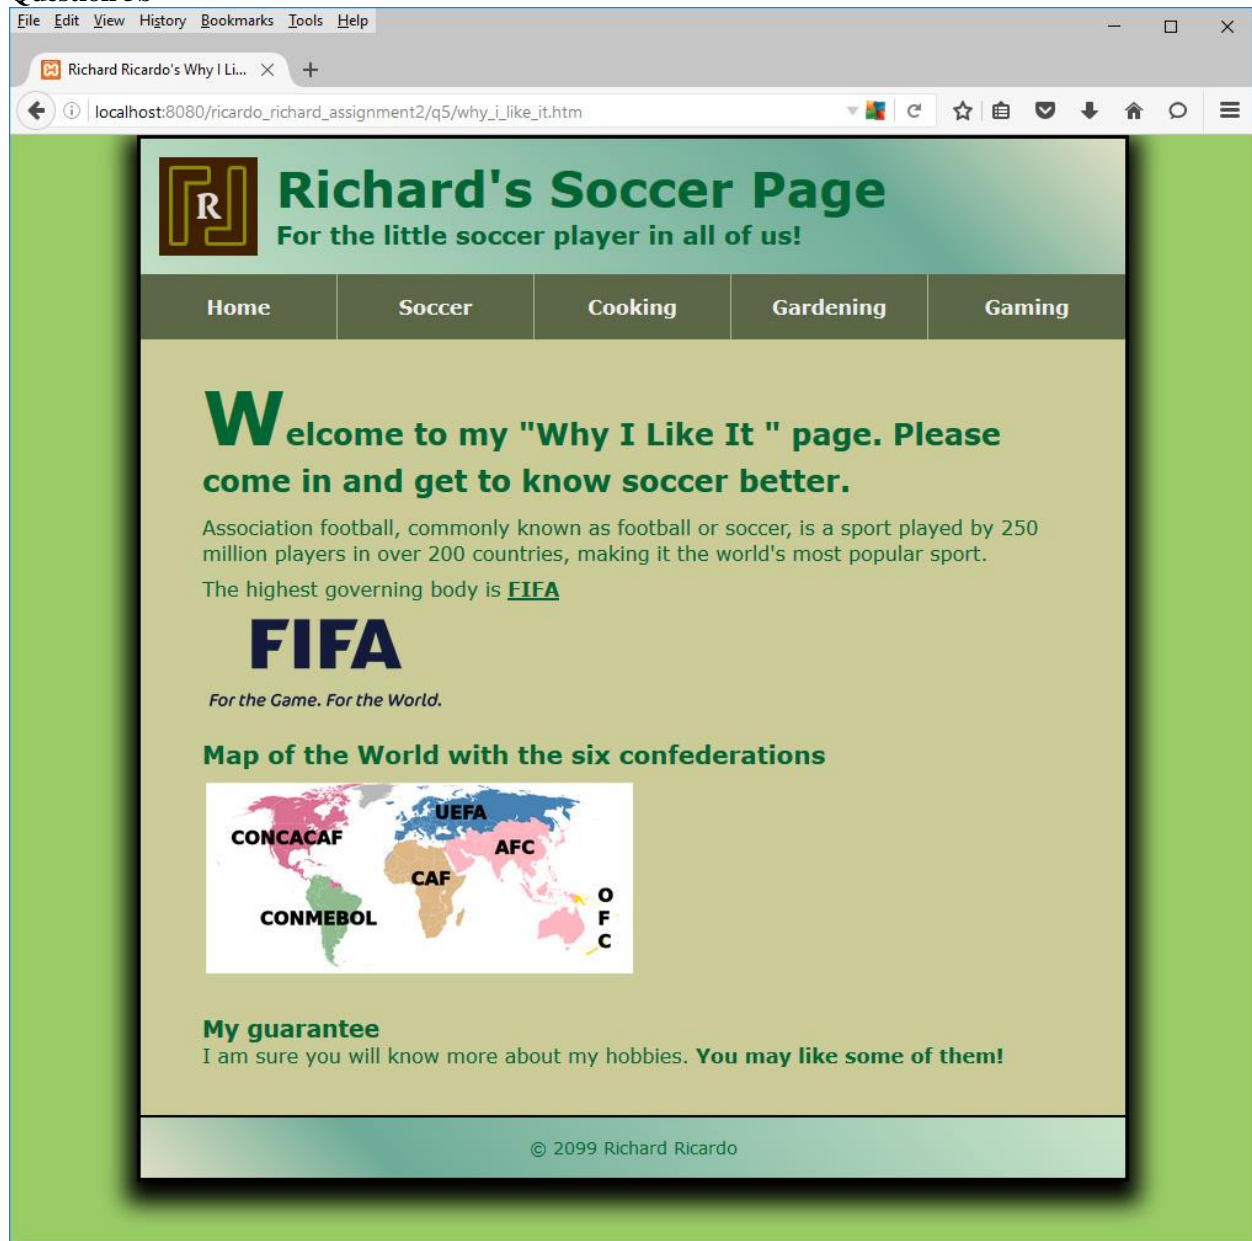 File Edit View History Bookmarks Tools Help
Richard Ricardo's Why I Li...
localhost:8080/ricardo_richard_assignment2/q5/why_i_like_it.htm
R
Richard's Soccer Page
For the little soccer player in all of us!
Home Soccer Cooking Gardening Gaming
Welcome to my "Why I Like It " page. Please
come in and get to know soccer better.
Association football, commonly known as football or soccer, is a sport played by 250
million players in over 200 countries, making it the world's most popular sport.
The highest governing body is FIFA
FIFA
For the Game. For the World.
Map of the World with the six confederations
UEFA
CONCACAF
AFC
CAF
CONMEBOL
O
F
C
My guarantee
I am sure you will know more about my hobbies. You may like some of them!
© 2099 Richard Ricardo